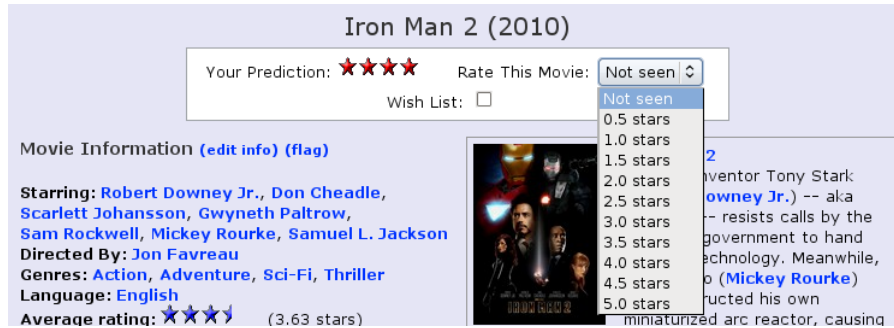 Iron Man 2 (2010)
Your Prediction: Rate This Movie: Not seen
Wish List:
Not seen
0.5 stars
1.0 stars
1.5 stars
2.0 stars
2.5 stars
3.0 stars
3.5 stars
4.0 stars
4.5 stars
5.0 stars
Movie Information (edit info) (flag)
Starring: Robert Downey Jr., Don Cheadle,
Scarlett Johansson, Gwyneth Paltrow,
Sam Rockwell, Mickey Rourke, Samuel L. Jackson
Directed By: Jon Favreau
Genres: Action, Adventure, Sci-Fi, Thriller
Language: English
Average rating: (3.63 stars)
IRON MAN 2
2
Tony Stark
) -- aka
-- resists calls by the
government to hand
Meanwhile,
(Mickey Rourke)
his own
miniaturized arc reactor, causing